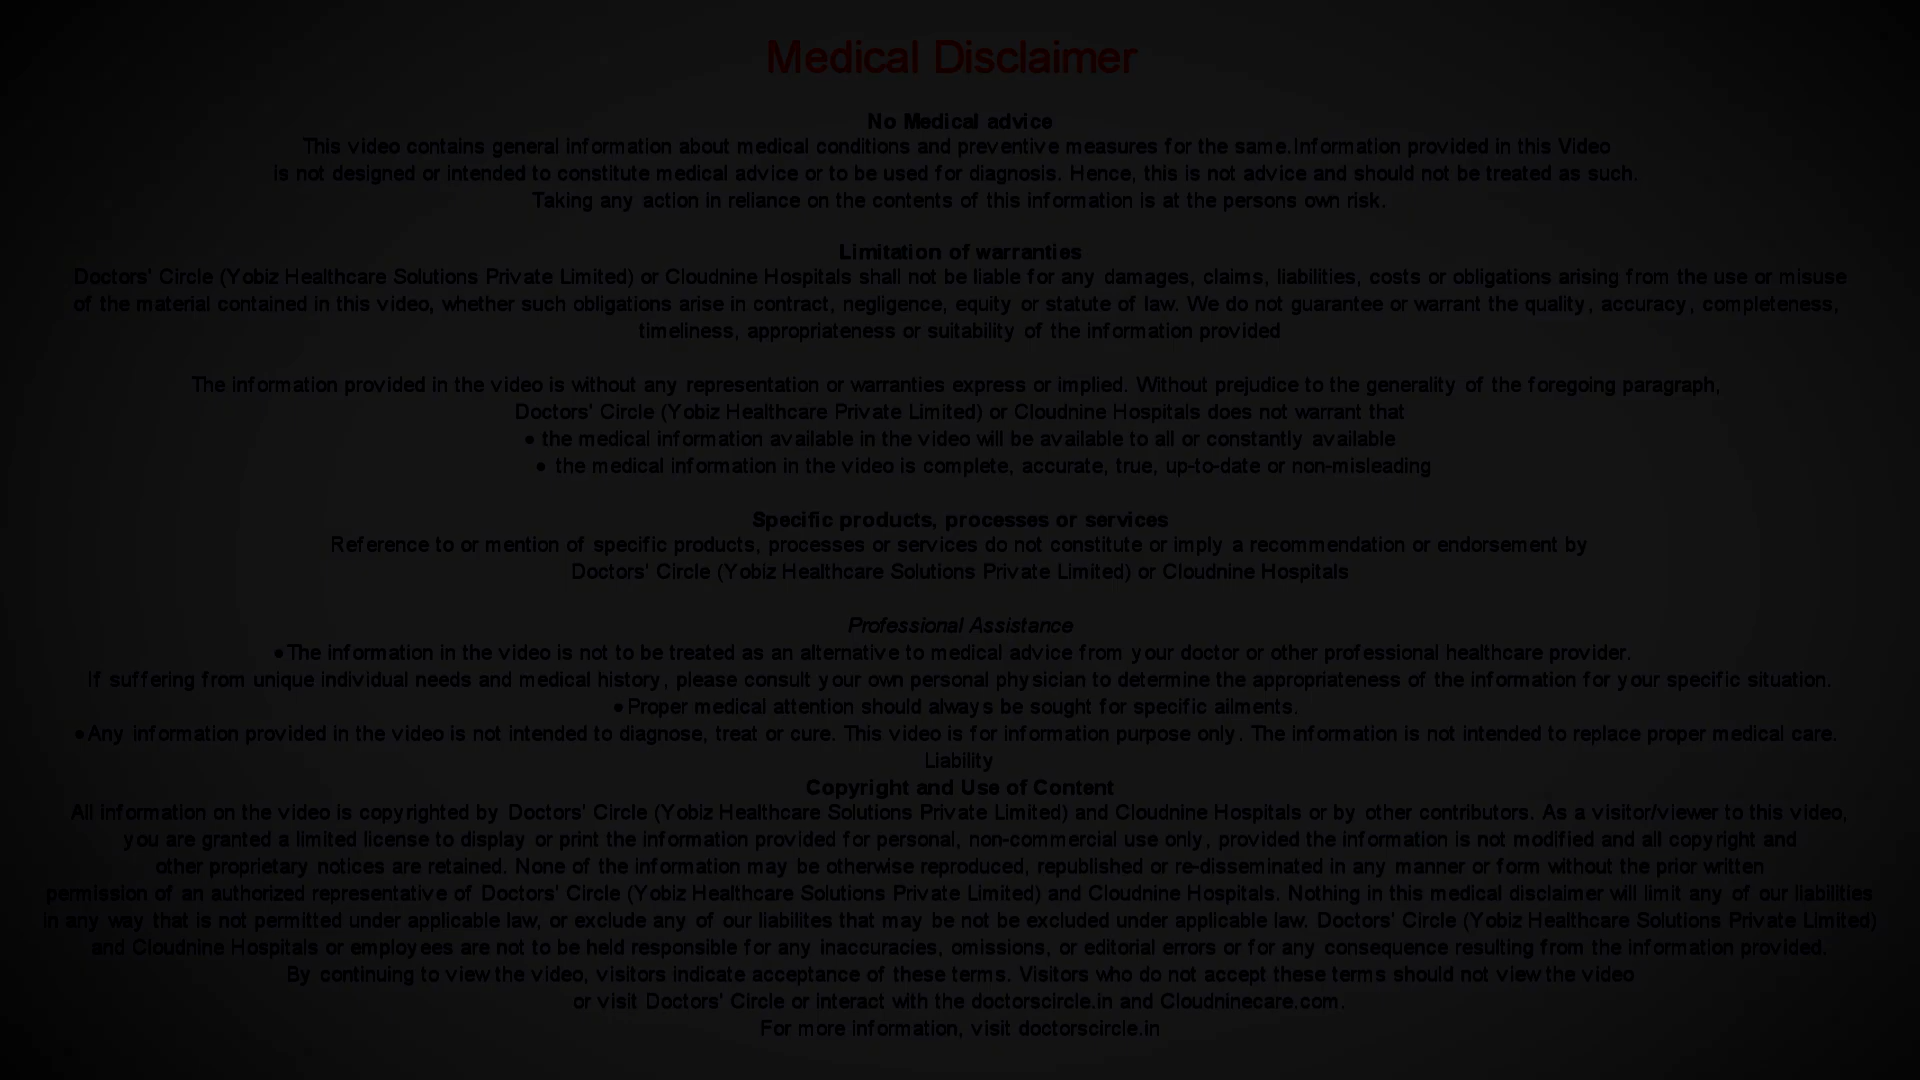 Medical Disclaimer
No Medical advice
This video contains general information about medical conditions and preventive measures for the same.Information provided in this Video
is not designed or intended to constitute medical advice or to be used for diagnosis. Hence, this is not advice and should not be treated as such.
Taking any action in reliance on the contents of this information is at the persons own risk.
Limitation of warranties
Doctors' Circle (Yobiz Healthcare Solutions Private Limited) or Cloudnine Hospitals shall not be liable for any damages, claims, liabilities, costs or obligations arising from the use or misuse
of the material contained in this video, whether such obligations arise in contract, negligence, equity or statute of law. We do not guarantee or warrant the quality, accuracy, completeness,
timeliness, appropriateness or suitability of the information provided
The information provided in the video is without any representation or warranties express or implied. Without prejudice to the generality of the foregoing paragraph,
Doctors' Circle (Yobiz Healthcare Private Limited) or Cloudnine Hospitals does not warrant that
● the medical information available in the video will be available to all or constantly available
● the medical information in the video is complete, accurate, true, up-to-date or non-misleading
Specific products, processes or services
Reference to or mention of specific products, processes or services do not constitute or imply a recommendation or endorsement by
Doctors' Circle (Yobiz Healthcare Solutions Private Limited) or Cloudnine Hospitals
Professional Assistance
●The information in the video is not to be treated as an alternative to medical advice from your doctor or other professional healthcare provider.
If suffering from unique individual needs and medical history, please consult your own personal physician to determine the appropriateness of the information for your specific situation.
●Proper medical attention should always be sought for specific ailments.
●Any information provided in the video is not intended to diagnose, treat or cure. This video is for information purpose only. The information is not intended to replace proper medical care.
Liability
Copyright and Use of Content
All information on the video is copyrighted by Doctors' Circle (Yobiz Healthcare Solutions Private Limited) and Cloudnine Hospitals or by other contributors. As a visitor/viewer to this video,
you are granted a limited license to display or print the information provided for personal, non-commercial use only, provided the information is not modified and all copyright and
other proprietary notices are retained. None of the information may be otherwise reproduced, republished or re-disseminated in any manner or form without the prior written
permission of an authorized representative of Doctors' Circle (Yobiz Healthcare Solutions Private Limited) and Cloudnine Hospitals. Nothing in this medical disclaimer will limit any of our liabilities
in any way that is not permitted under applicable law, or exclude any of our liabilites that may be not be excluded under applicable law. Doctors' Circle (Yobiz Healthcare Solutions Private Limited)
and Cloudnine Hospitals or employees are not to be held responsible for any inaccuracies, omissions, or editorial errors or for any consequence resulting from the information provided.
By continuing to view the video, visitors indicate acceptance of these terms. Visitors who do not accept these terms should not view the video
or visit Doctors' Circle or interact with the doctorscircle.in and Cloudninecare.com.
For more information, visit doctorscircle.in